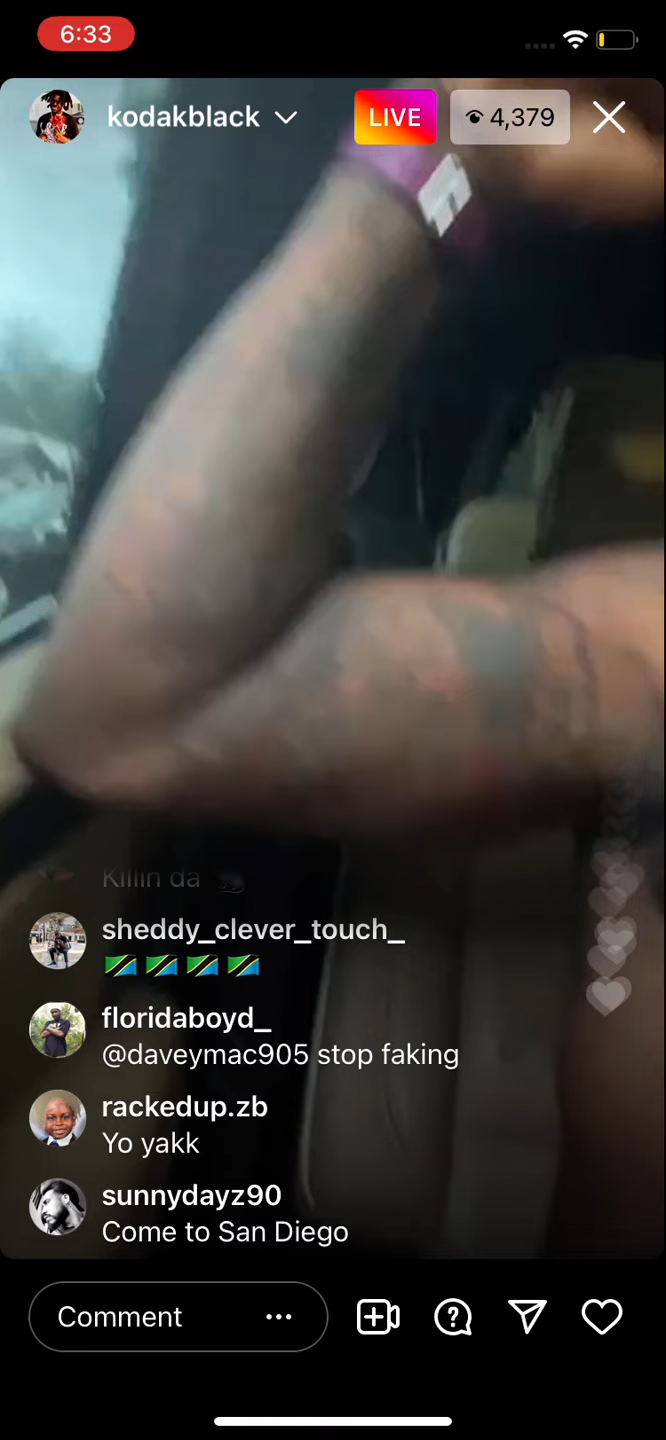 6:33
kodakblack
LIVE
4,379
Killin da
sheddy_clever_touch_
🇹🇿 🇹🇿 🇹🇿 🇹🇿
floridaboyd_
@daveymac905 stop faking
rackedup.zb
Yo yakk
sunnydayz90
Come to San Diego
Comment